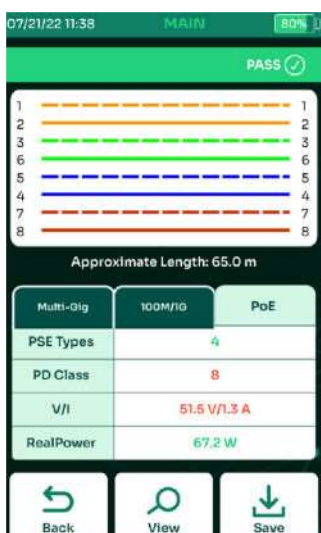 07/21/22 11:38 MAIN 80%
PASS
1 1
2 2
3 3
6 6
5 5
4 4
7 7
8 8
Approximate Length: 65.0 m
Multi-Gig 100M/1G PoE
PSE Types 4
PD Class 8
V/I 51.5 V/1.3 A
RealPower 67.2 W
Back View Save